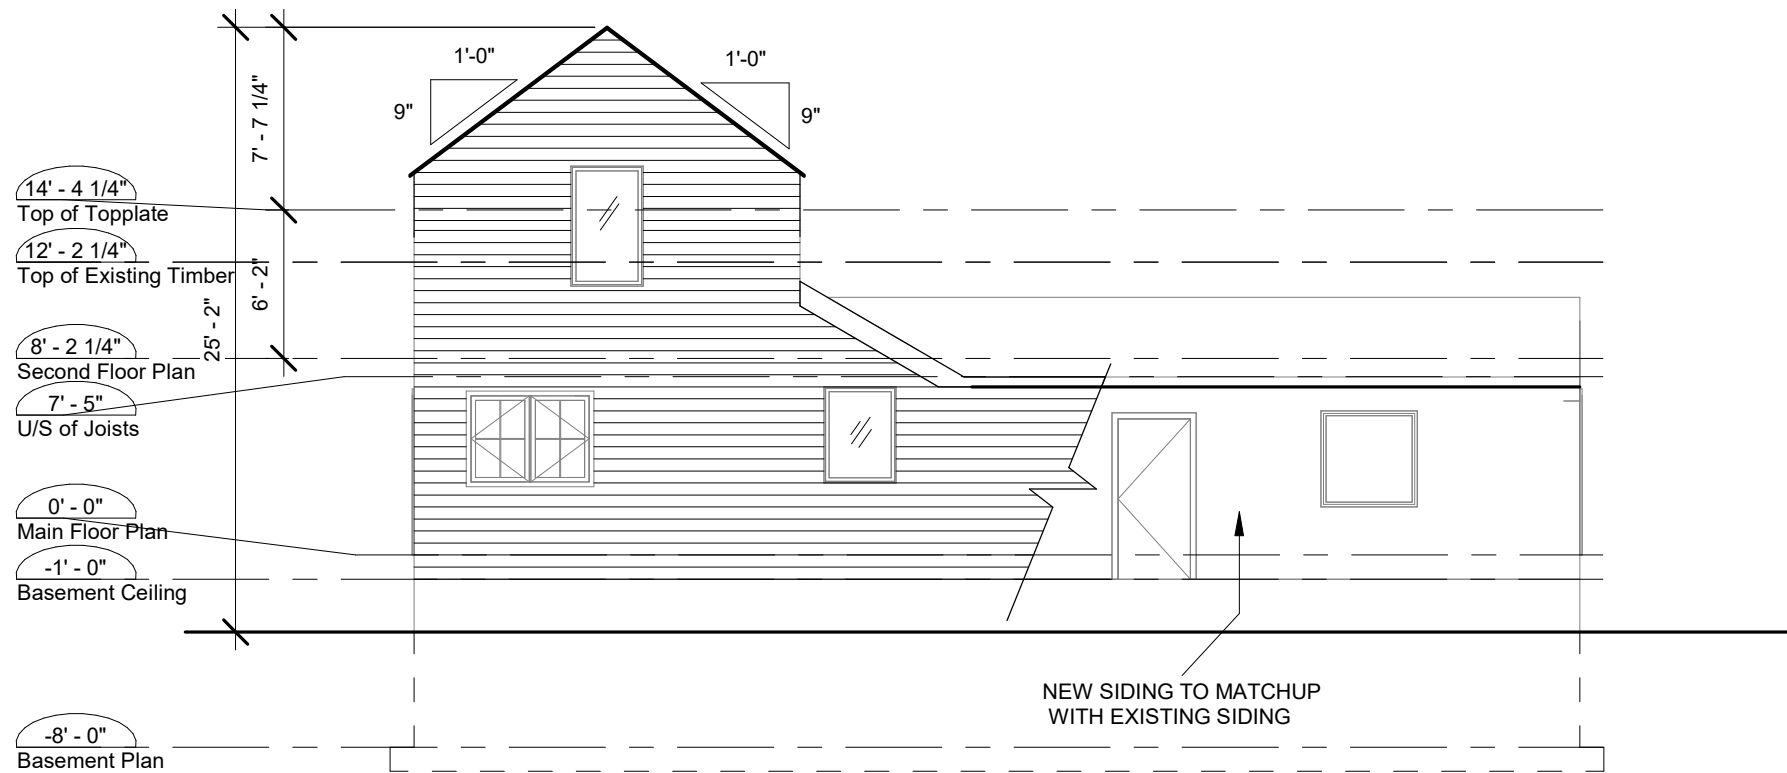 1'-0"
1'-0"
9"
9"
7' - 7 1/4"
14' - 4 1/4"
Top of Topplate
12' - 2 1/4"
Top of Existing Timber
6' - 2"
25' - 2"
8' - 2 1/4"
Second Floor Plan
7' - 5"
U/S of Joists
0' - 0"
Main Floor Plan
-1' - 0"
Basement Ceiling
NEW SIDING TO MATCHUP
WITH EXISTING SIDING
-8' - 0"
Basement Plan